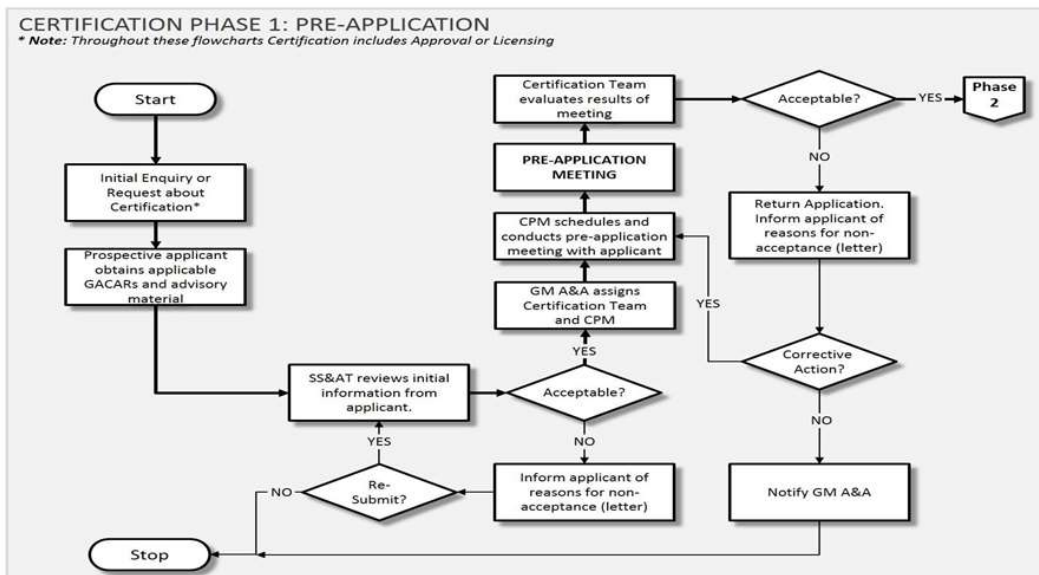 CERTIFICATION PHASE 1: PRE-APPLICATION
* Note: Throughout these flowcharts Certification includes Approval or Licensing
Start
Initial Enquiry or
Request about
Certification*
Prospective applicant
obtains applicable
GACARs and advisory
material
SS&AT reviews initial
information from
applicant.
Acceptable?
YES
NO
Inform applicant of
reasons for non-
acceptance (letter)
Re-
Submit?
YES
NO
Stop
GM A&A assigns
Certification Team
and CPM
CPM schedules and
conducts pre-application
meeting with applicant
PRE-APPLICATION
MEETING
Certification Team
evaluates results of
meeting
Acceptable?
YES
Phase
2
NO
Return Application.
Inform applicant of
reasons for non-
acceptance (letter)
Corrective
Action?
YES
NO
Notify GM A&A